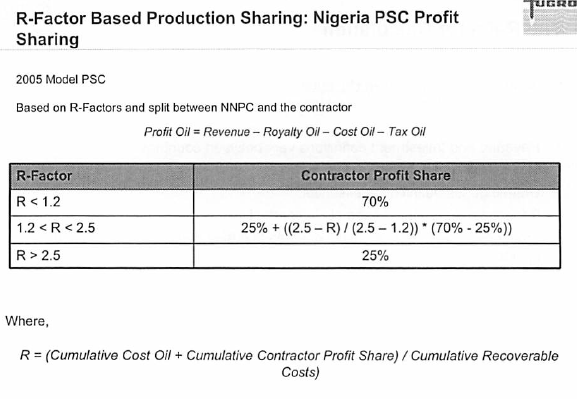 R-Factor Based Production Sharing: Nigeria PSC Profit
Sharing
2005 Model PSC
Based on R-Factors and split between NNPC and the contractor
Profit Oil = Revenue – Royalty Oil – Cost Oil – Tax Oil
R-Factor Contractor Profit Share
R < 1.2 70%
1.2 < R < 2.5 25% + ((2.5 – R) / (2.5 – 1.2)) * (70% - 25%))
R > 2.5 25%
Where,
R = (Cumulative Cost Oil + Cumulative Contractor Profit Share) / Cumulative Recoverable
Costs)